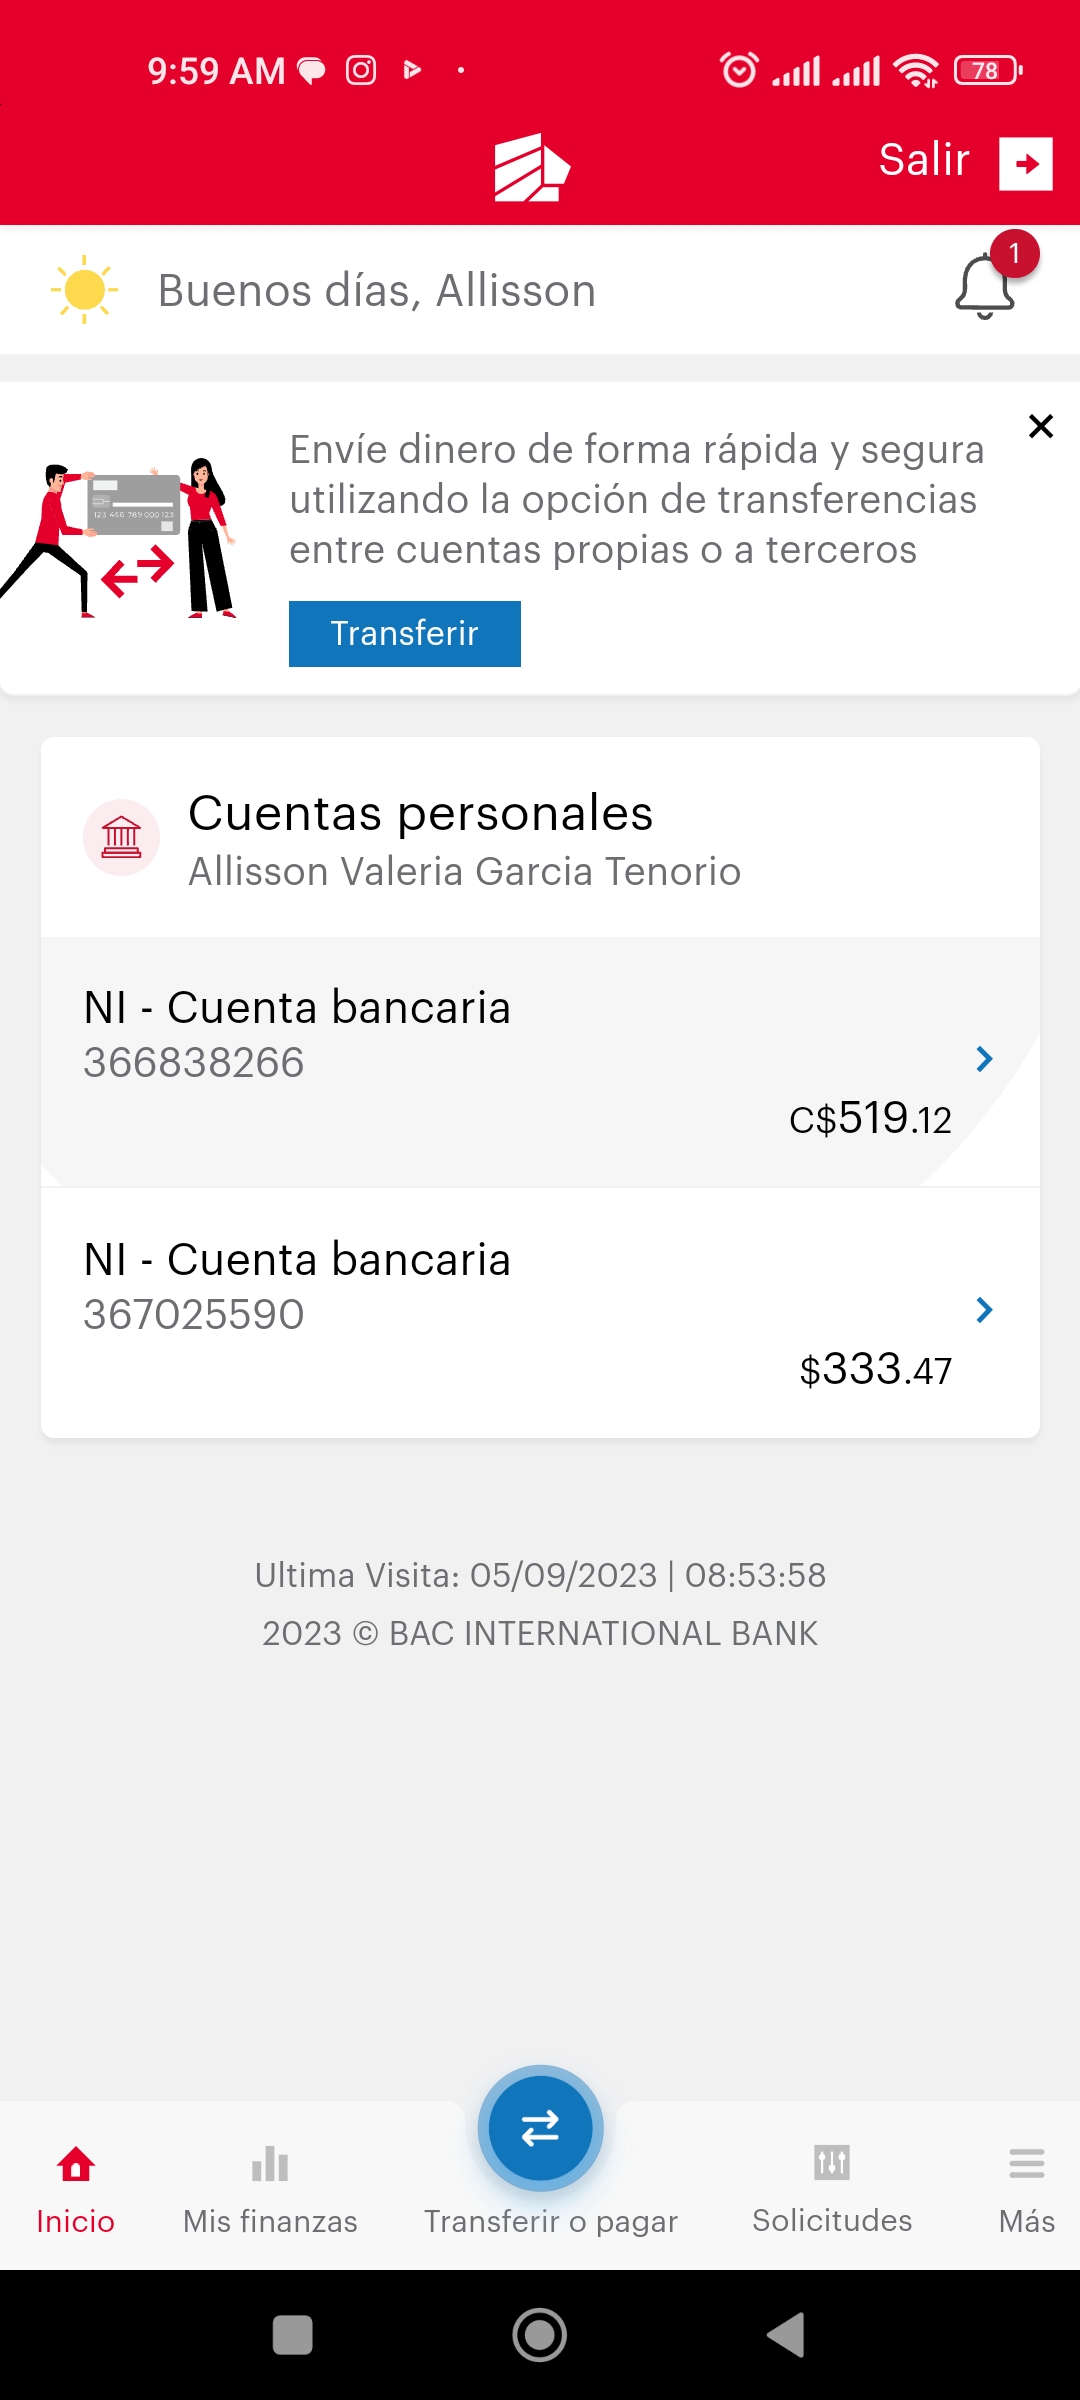 9:59 AM
78
Salir
Buenos días, Allisson
1
Envíe dinero de forma rápida y segura
utilizando la opción de transferencias
entre cuentas propias o a terceros
123 456 789 000 123
Transferir
Cuentas personales
Allisson Valeria Garcia Tenorio
NI - Cuenta bancaria
366838266
C$519.12
NI - Cuenta bancaria
367025590
$333.47
Ultima Visita: 05/09/2023 | 08:53:58
2023 © BAC INTERNATIONAL BANK
Inicio
Mis finanzas
Transferir o pagar
Solicitudes
Más